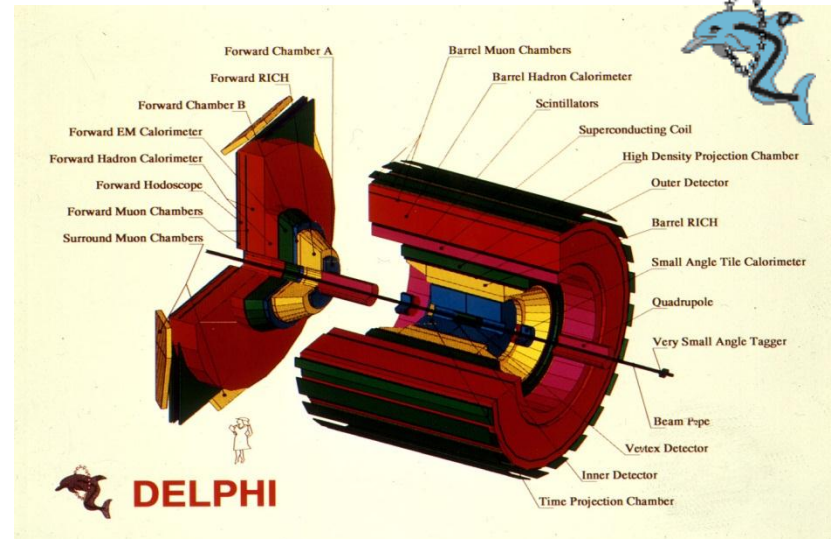 Forward Chamber A
Forward RICH
Forward Chamber B
Forward EM Calorimeter
Forward Hadron Calorimeter
Forward Hodoscope
Forward Muon Chambers
Surround Muon Chambers
Barrel Muon Chambers
Barrel Hadron Calorimeter
Scintillators
Superconducting Coil
High Density Projection Chamber
Outer Detector
Barrel RICH
Small Angle Tile Calorimeter
Quadrupole
Very Small Angle Tagger
Beam Pipe
Vertex Detector
Inner Detector
Time Projection Chamber
DELPHI